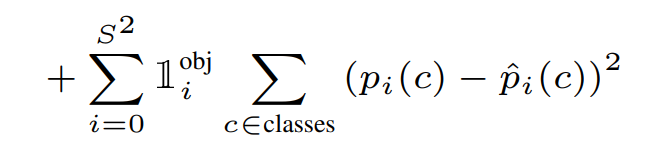 $+ \sum_{i=0}^{S^2} \mathbb{1}_i^{\text{obj}} \sum_{c \in \text{classes}} (p_i(c) - \hat{p}_i(c))^2$